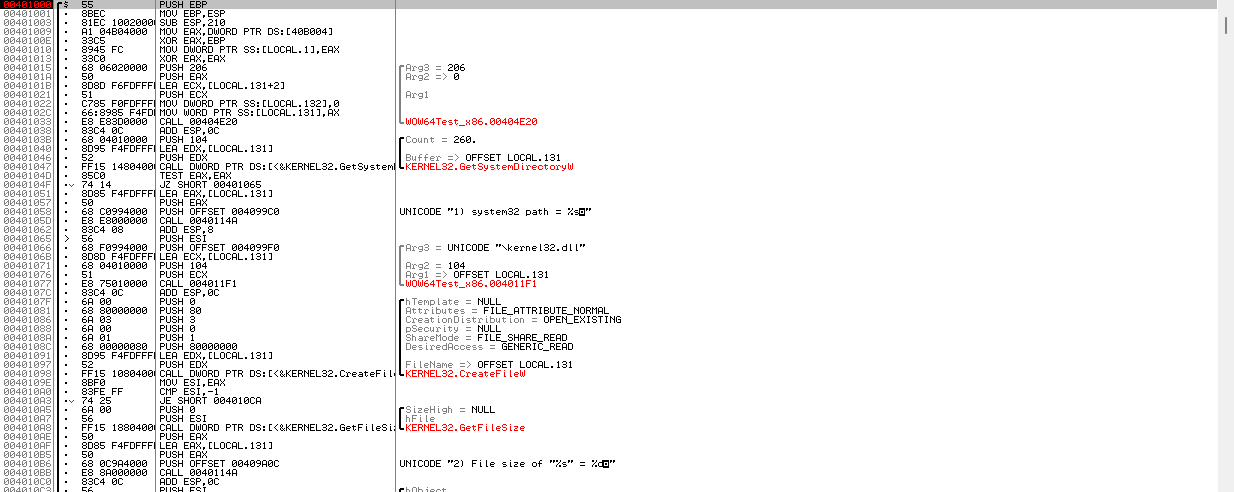 00401000 $ 55 PUSH EBP
00401001 · 8BEC MOV EBP,ESP
00401003 · 81EC 10020000 SUB ESP,210
00401009 · A1 04B04000 MOV EAX,DWORD PTR DS:[40B004]
0040100E · 33C5 XOR EAX,EBP
00401010 · 8945 FC MOV DWORD PTR SS:[LOCAL.1],EAX
00401013 · 33C0 XOR EAX,EAX
00401015 · 68 06020000 PUSH 206 Arg3 = 206
0040101A · 50 PUSH EAX Arg2 => 0
0040101B · 8D8D F6FDFFF LEA ECX,[LOCAL.131+2]
00401021 · 51 PUSH ECX Arg1
00401022 · C785 F0FDFFF MOV DWORD PTR SS:[LOCAL.132],0
0040102C · 66:8985 F4FD MOV WORD PTR SS:[LOCAL.131],AX
00401033 · E8 E83D0000 CALL 00404E20 WOW64Test_x86.00404E20
00401038 · 83C4 0C ADD ESP,0C
0040103B · 68 04010000 PUSH 104 Count = 260.
00401040 · 8D95 F4FDFFF LEA EDX,[LOCAL.131]
00401046 · 52 PUSH EDX Buffer => OFFSET LOCAL.131
00401047 · FF15 14804000 CALL DWORD PTR DS:[<&KERNEL32.GetSystem KERNEL32.GetSystemDirectoryW
0040104D · 85C0 TEST EAX,EAX
0040104F · 74 14 JZ SHORT 00401065
00401051 · 8D85 F4FDFFF LEA EAX,[LOCAL.131]
00401057 · 50 PUSH EAX
00401058 · 68 C0994000 PUSH OFFSET 004099C0 UNICODE "1) system32 path = %s◙"
0040105D · E8 E8000000 CALL 0040114A
00401062 · 83C4 08 ADD ESP,8
00401065 > 56 PUSH ESI
00401066 · 68 F0994000 PUSH OFFSET 004099F0 Arg3 = UNICODE "\kernel32.dll"
0040106B · 8D8D F4FDFFF LEA ECX,[LOCAL.131]
00401071 · 68 04010000 PUSH 104 Arg2 = 104
00401076 · 51 PUSH ECX Arg1 => OFFSET LOCAL.131
00401077 · E8 75010000 CALL 004011F1 WOW64Test_x86.004011F1
0040107C · 83C4 0C ADD ESP,0C
0040107F · 6A 00 PUSH 0 hTemplate = NULL
00401081 · 68 80000000 PUSH 80 Attributes = FILE_ATTRIBUTE_NORMAL
00401086 · 6A 03 PUSH 3 CreationDistribution = OPEN_EXISTING
00401088 · 6A 00 PUSH 0 pSecurity = NULL
0040108A · 6A 01 PUSH 1 ShareMode = FILE_SHARE_READ
0040108C · 68 00000080 PUSH 80000000 DesiredAccess = GENERIC_READ
00401091 · 8D95 F4FDFFF LEA EDX,[LOCAL.131]
00401097 · 52 PUSH EDX FileName => OFFSET LOCAL.131
00401098 · FF15 10804000 CALL DWORD PTR DS:[<&KERNEL32.CreateFil KERNEL32.CreateFileW
0040109E · 8BF0 MOV ESI,EAX
004010A0 · 83FE FF CMP ESI,-1
004010A3 · 74 25 JE SHORT 004010CA
004010A5 · 6A 00 PUSH 0 SizeHigh = NULL
004010A7 · 56 PUSH ESI hFile
004010A8 · FF15 18804000 CALL DWORD PTR DS:[<&KERNEL32.GetFileSi KERNEL32.GetFileSize
004010AE · 50 PUSH EAX
004010AF · 8D85 F4FDFFF LEA EAX,[LOCAL.131]
004010B5 · 50 PUSH EAX
004010B6 · 68 0C9A4000 PUSH OFFSET 00409A0C UNICODE "2) File size of "%s" = %d◙"
004010BB · E8 8A000000 CALL 0040114A
004010C0 · 83C4 0C ADD ESP,0C
004010C3 · 56 PUSH ESI hObject